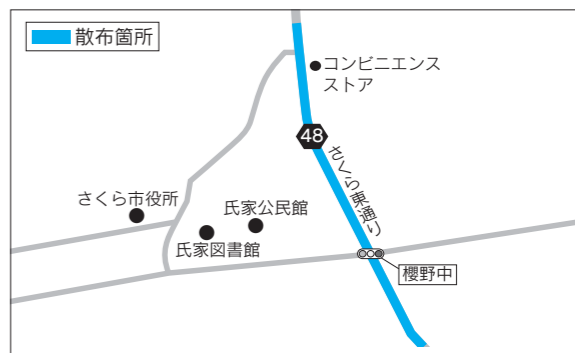 散布箇所
コンビニエンス
ストア
48
さくら東通り
さくら市役所
氏家公民館
氏家図書館
櫻野中